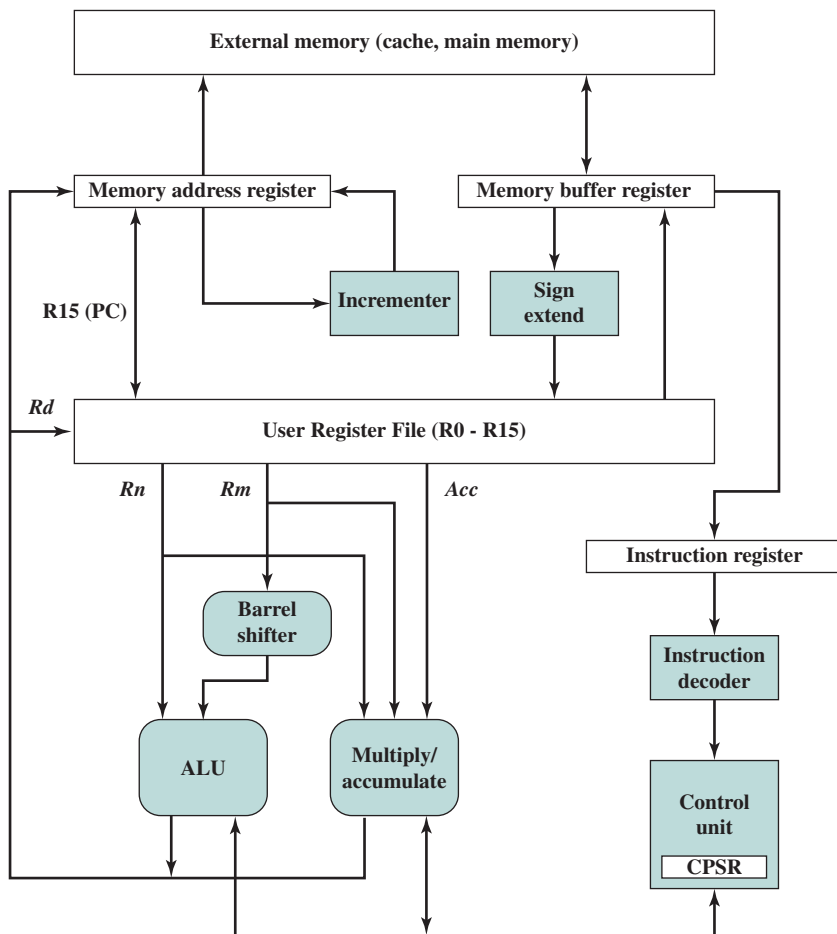 External memory (cache, main memory)
Memory address register
Memory buffer register
R15 (PC)
Incrementer
Sign
extend
Rd
User Register File (R0 - R15)
Rn
Rm
Acc
Instruction register
Barrel
shifter
Instruction
decoder
ALU
Multiply/
accumulate
Control
unit
CPSR